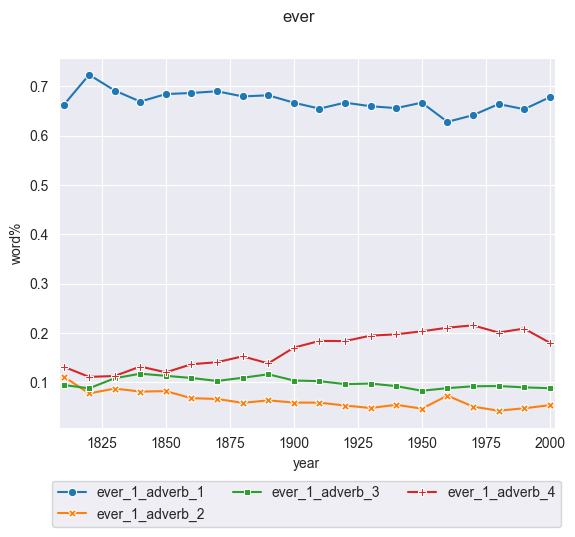 ever
0.7
0.6
0.5
0.4
0.3
0.2
0.1
word%
1825 1850 1875 1900 1925 1950 1975 2000
year
ever_1_adverb_1 ever_1_adverb_3 ever_1_adverb_4
ever_1_adverb_2